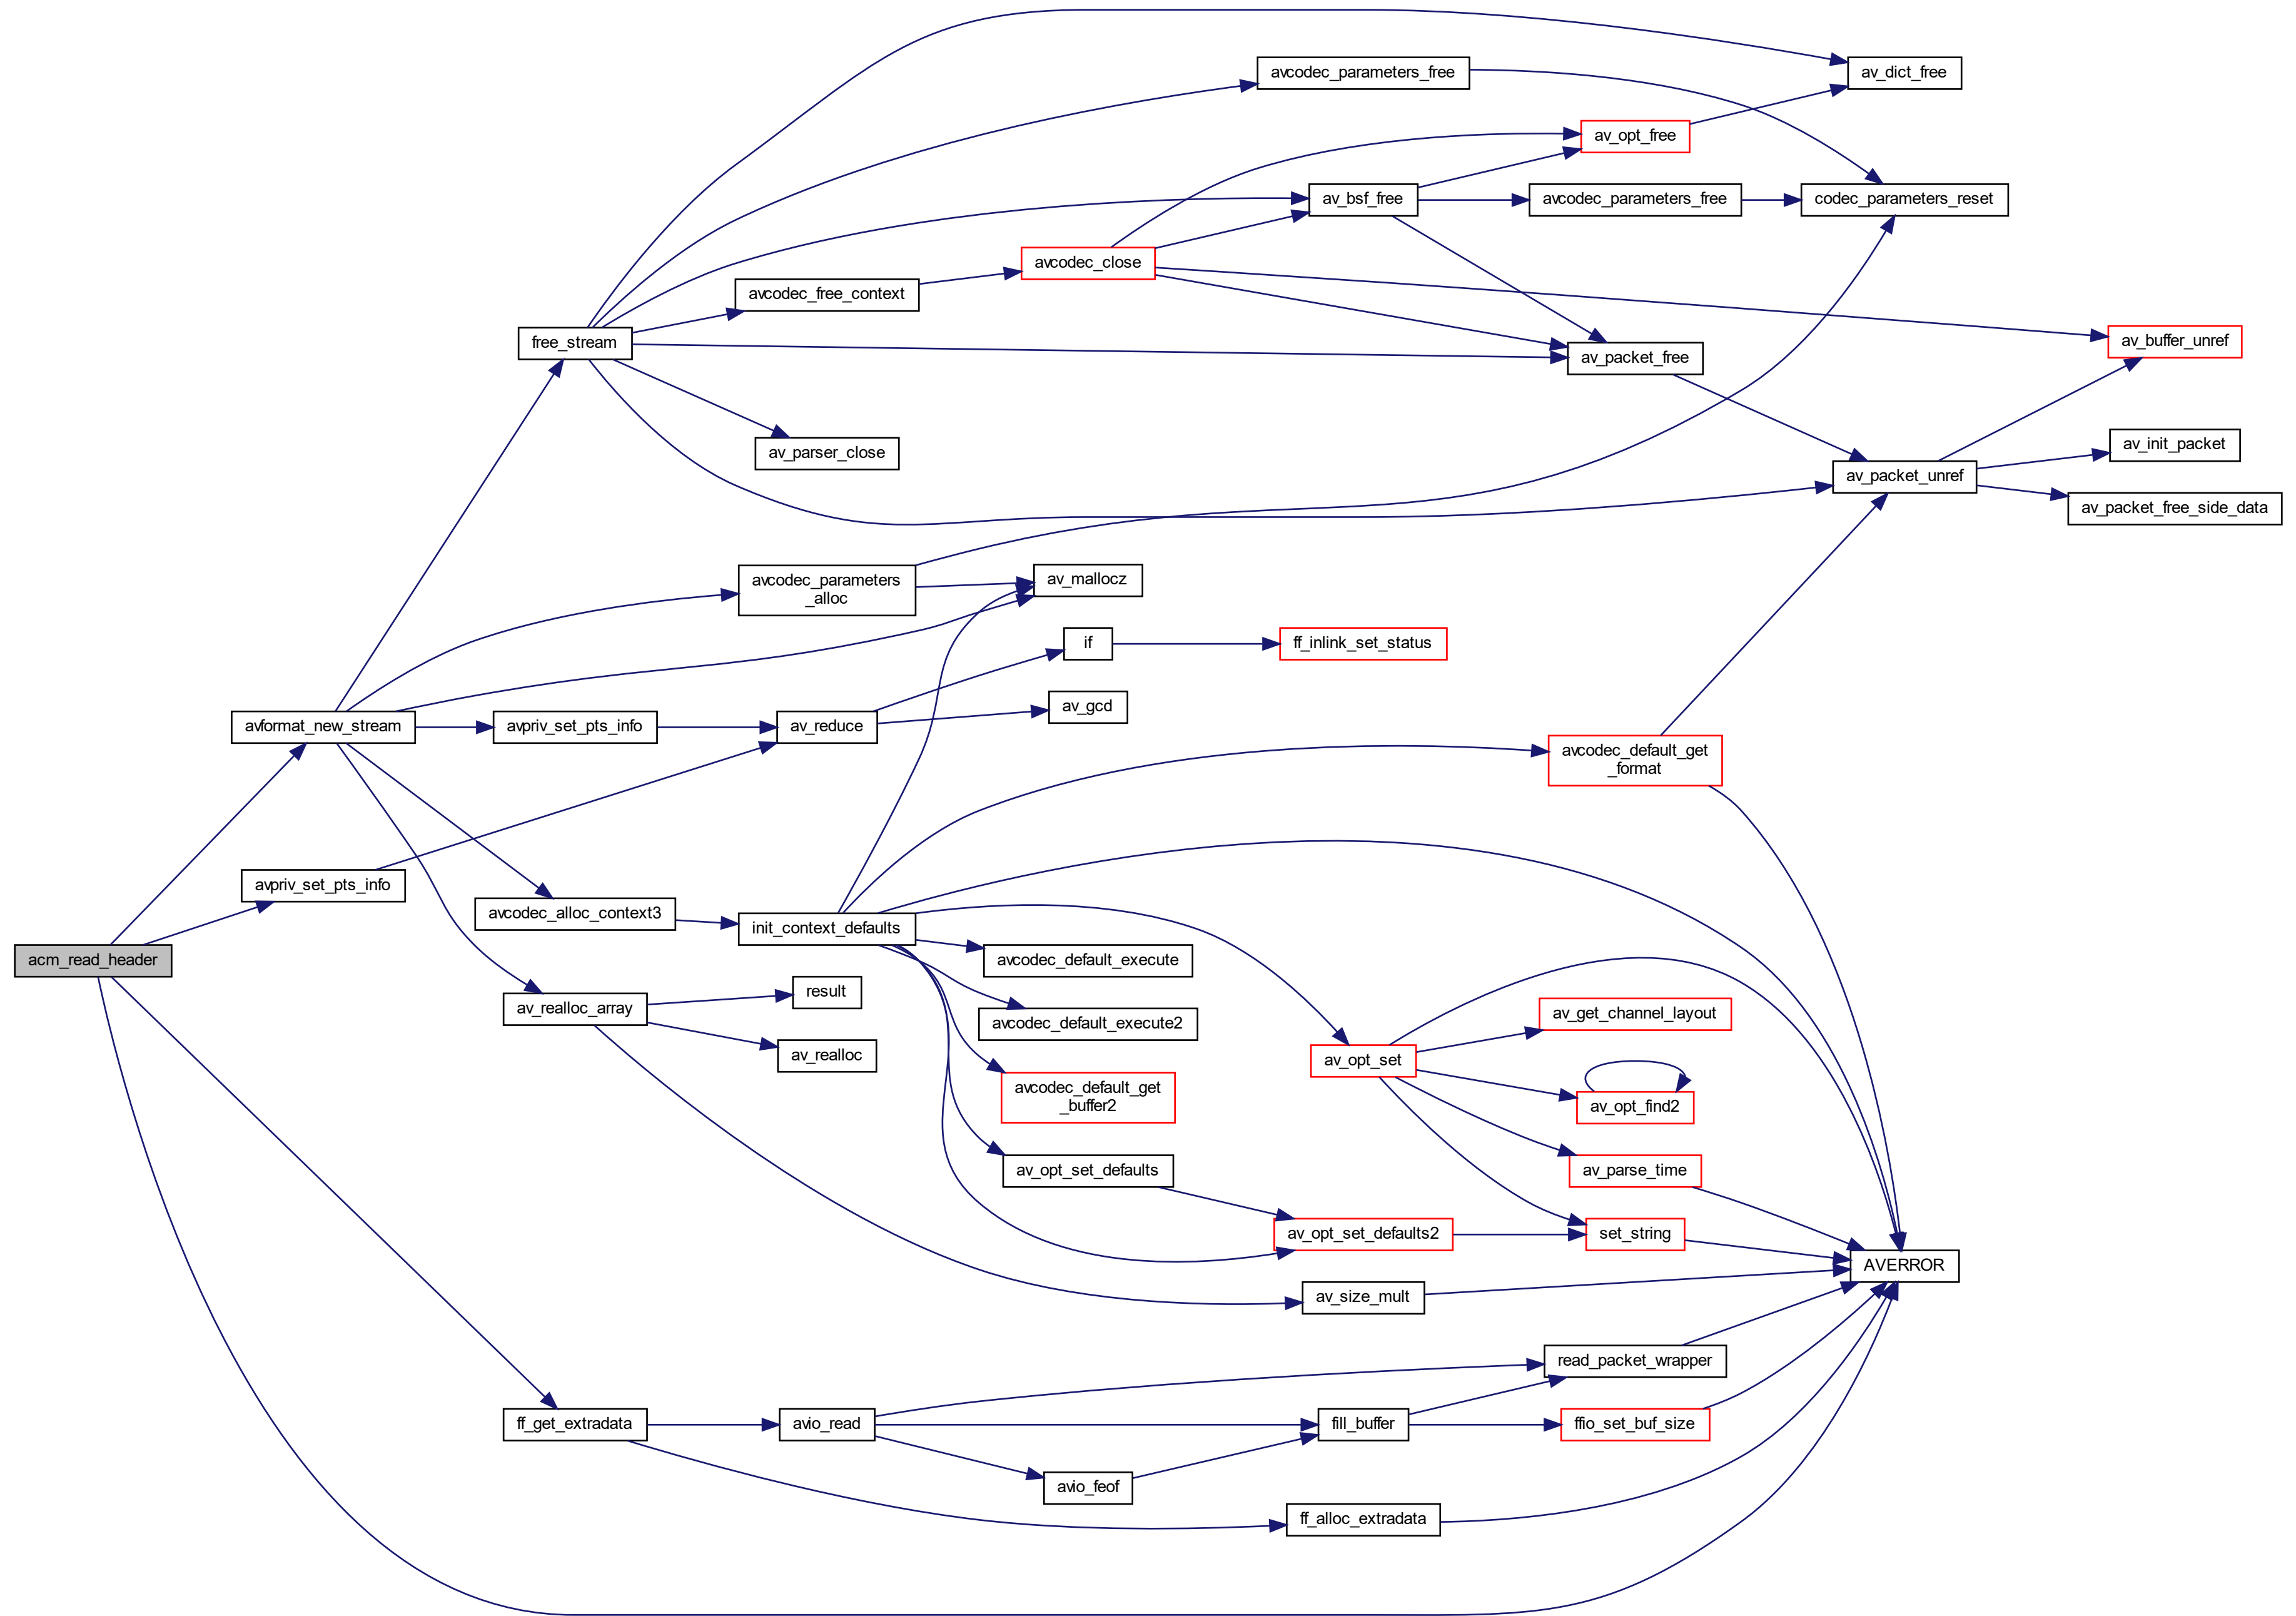 avcodec_parameters_free
av_dict_free
av_opt_free
av_bsf_free
avcodec_parameters_free
codec_parameters_reset
avcodec_close
avcodec_free_context
free_stream
av_packet_free
av_buffer_unref
av_parser_close
av_init_packet
av_packet_unref
av_packet_free_side_data
avcodec_parameters
_alloc
av_mallocz
if
ff_inlink_set_status
av_gcd
avformat_new_stream
avpriv_set_pts_info
av_reduce
avcodec_default_get
_format
avpriv_set_pts_info
avcodec_alloc_context3
init_context_defaults
acm_read_header
avcodec_default_execute
result
av_realloc_array
avcodec_default_execute2
av_get_channel_layout
av_realloc
av_opt_set
avcodec_default_get
_buffer2
av_opt_find2
av_opt_set_defaults
av_parse_time
av_opt_set_defaults2
set_string
AVERROR
av_size_mult
read_packet_wrapper
ff_get_extradata
avio_read
fill_buffer
ffio_set_buf_size
avio_feof
ff_alloc_extradata